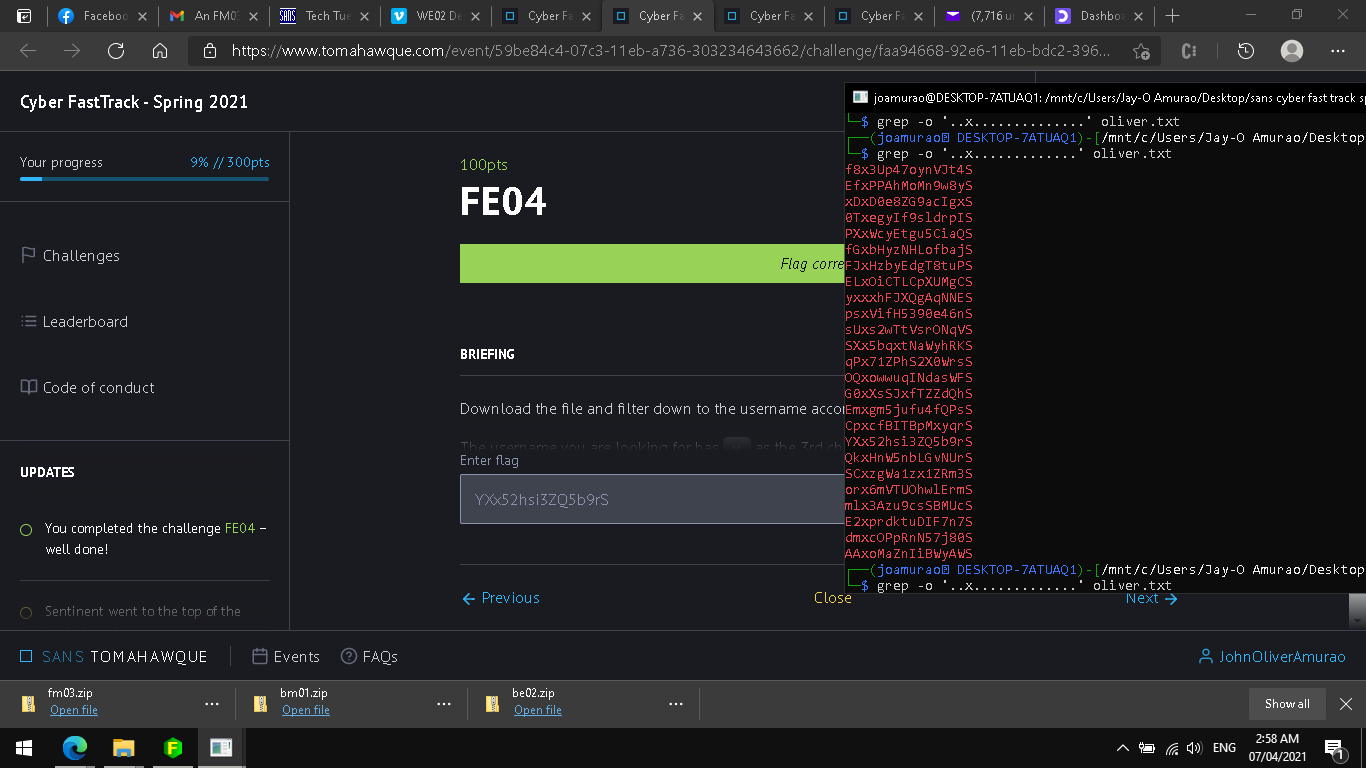 Facebo
An FM0
Tech Tue
WE02 De
Cyber Fa
Cyber Fa
Cyber Fa
Cyber Fa
(7,716 u
Dashbo
https://www.tomahawque.com/event/59be84c4-07c3-11eb-a736-303234643662/challenge/faa94668-92e6-11eb-bdc2-396...
Cyber FastTrack - Spring 2021
Your progress
9% // 300pts
Challenges
Leaderboard
Code of conduct
UPDATES
You completed the challenge FE04 –
well done!
Sentinent went to the top of the
100pts
FE04
Flag corre
BRIEFING
Download the file and filter down to the username acco
The username you are looking for has x as the 3rd ch
Enter flag
YXx52hsi3ZQ5b9rS
Previous
Close
Next
joamurao@DESKTOP-7ATUAQ1: /mnt/c/Users/Jay-O Amurao/Desktop/sans cyber fast track sp
└─$ grep -o '..x..............' oliver.txt
┌──(joamurao DESKTOP-7ATUAQ1)-[/mnt/c/Users/Jay-O Amurao/Desktop
└─$ grep -o '..x.............' oliver.txt
f8x3Up47oynVJt4S
EfxPPAhMoMn9w8yS
xDxD0e8ZG9acIgxS
0TxegyIf9sldrpIS
PXxWcyEtgu5CiaQS
fGxbHyzNHLofbajS
FJxHzbyEdgT8tuPS
ELxOiCTLCpXUMgCS
yxxxhFJXQgAqNNES
psxVifH5390e46nS
sUxs2wTtVsrONqVS
SXx5bqxtNaWyhRKS
qPx71ZPhS2X0WrsS
OQxowwuqINdasWFS
G0xXsSJxfTZZdQhS
Emxgm5jufu4fQPsS
CpxcfBITBpMxyqrS
YXx52hsi3ZQ5b9rS
QkxHnW5nbLGvNUrS
SCxzgWa1zx1ZRm3S
orx6mVTUOhwlErmS
mlx3Azu9csSBMUcS
E2xprdktuDIF7n7S
dmxcOPpRnN57j80S
AAxoMaZnIiBWyAWS
┌──(joamurao DESKTOP-7ATUAQ1)-[/mnt/c/Users/Jay-O Amurao/Desktop
└─$ grep -o '..x.............' oliver.txt
SANS TOMAHAWQUE
Events
FAQs
JohnOliverAmurao
fm03.zip
Open file
bm01.zip
Open file
be02.zip
Open file
Show all
ENG
2:58 AM
07/04/2021
1